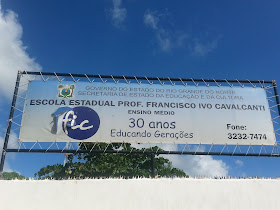 GOVERNO DO ESTADO DO RIO GRANDE DO NORTE
SECRETARIA DE ESTADO DA EDUCAÇÃO E DA CULTURA
ESCOLA ESTADUAL PROF. FRANCISCO IVO CAVALCANTI
ENSINO MÉDIO
fic
30 anos
Educando Gerações
Fone:
3232-7474